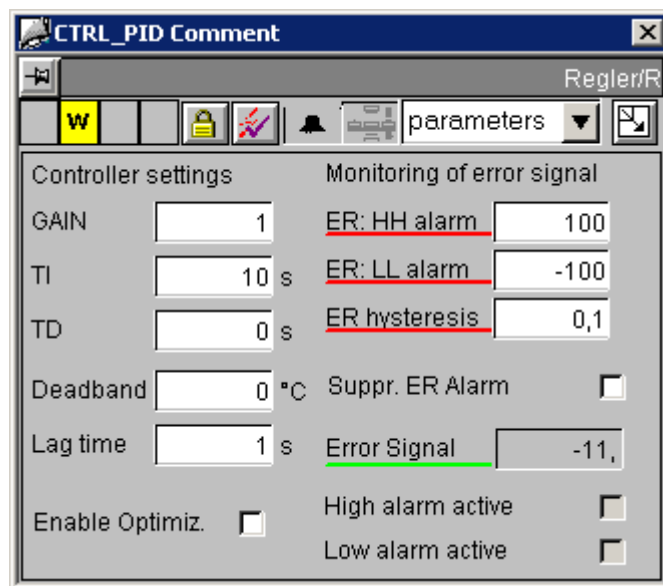 CTRL_PID Comment
Regler/R
W
parameters
Controller settings
GAIN 1
TI 10 s
TD 0 s
Deadband 0 °C
Lag time 1 s
Enable Optimiz.
Monitoring of error signal
ER: HH alarm 100
ER: LL alarm -100
ER hysteresis 0,1
Suppr. ER Alarm
Error Signal -11,
High alarm active
Low alarm active